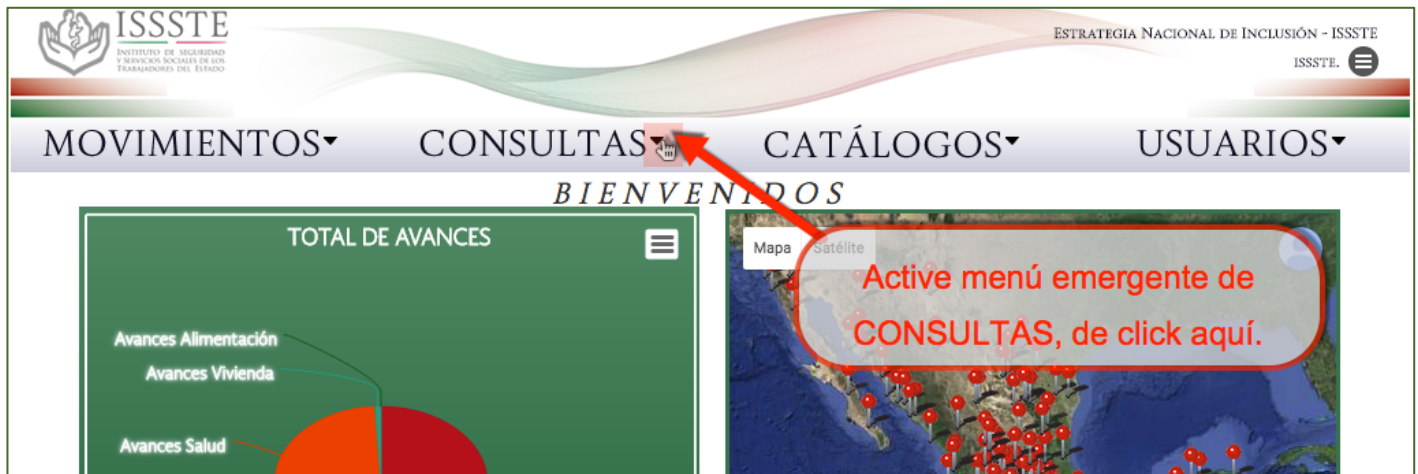 ISSSTE
INSTITUTO DE SEGURIDAD
Y SERVICIOS SOCIALES DE LOS
TRABAJADORES DEL ESTADO
ESTRATEGIA NACIONAL DE INCLUSIÓN - ISSSTE
ISSSTE.
MOVIMIENTOS CONSULTAS CATÁLOGOS USUARIOS
BIENVENIDOS
TOTAL DE AVANCES
Avances Alimentación
Avances Vivienda
Avances Salud
Mapa Satélite
Active menú emergente de
CONSULTAS, de click aquí.